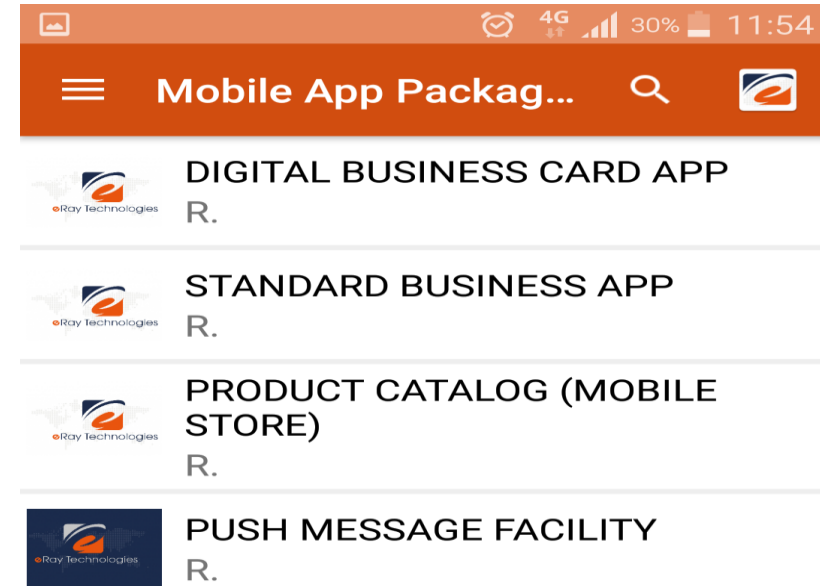 4G 30% 11:54
Mobile App Packag...
DIGITAL BUSINESS CARD APP
eRay Technologies
R.
STANDARD BUSINESS APP
eRay Technologies
R.
PRODUCT CATALOG (MOBILE
STORE)
eRay Technologies
R.
PUSH MESSAGE FACILITY
eRay Technologies
R.